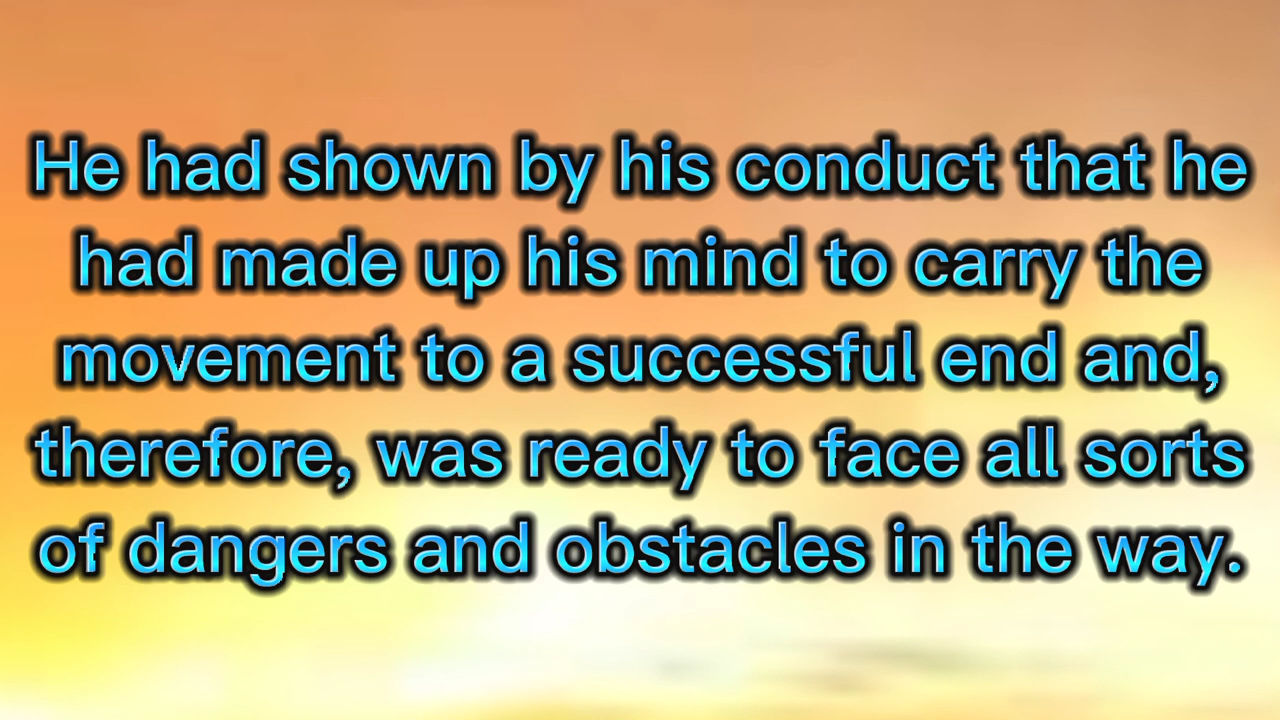 He had shown by his conduct that he
had made up his mind to carry the
movement to a successful end and,
therefore, was ready to face all sorts
of dangers and obstacles in the way.